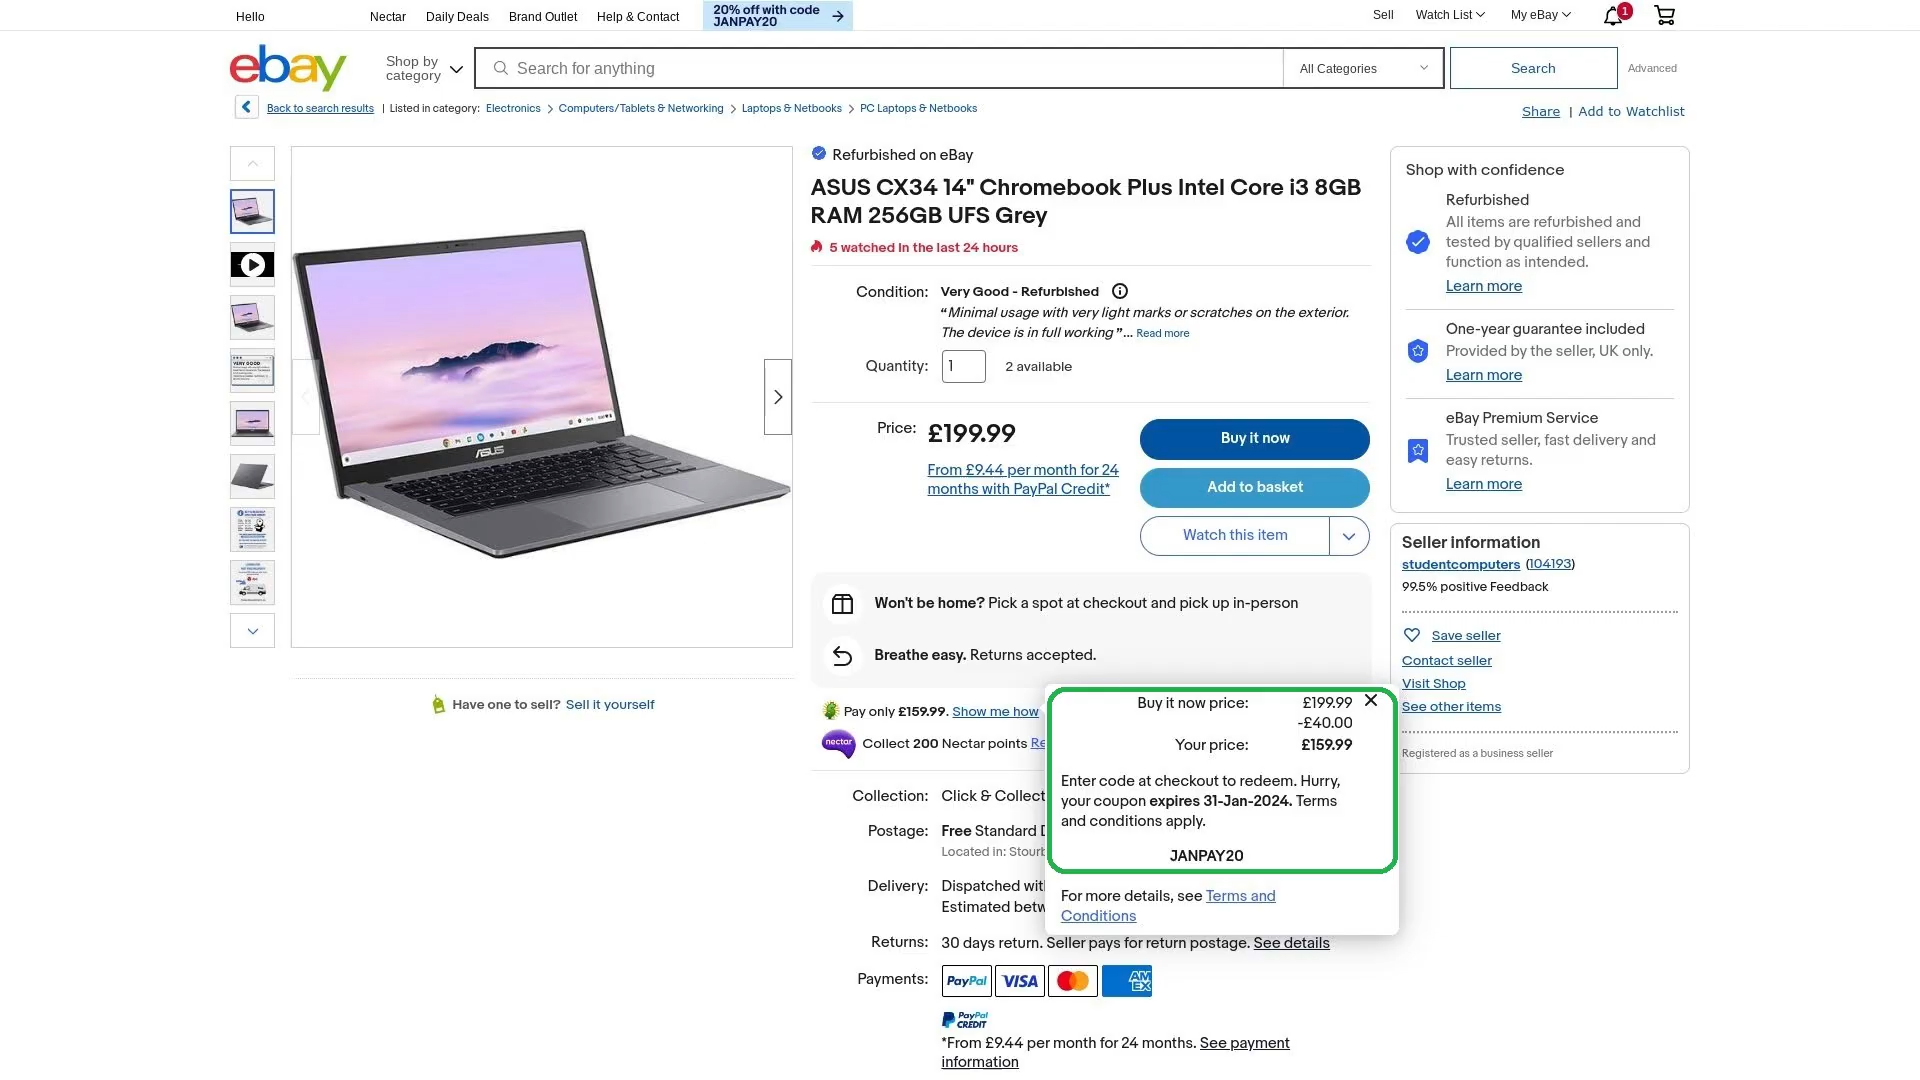 Hello
Nectar
Daily Deals
Brand Outlet
Help & Contact
20% off with code
JANPAY20
Sell
Watch List
My eBay
1
ebay
Shop by
category
Search for anything
All Categories
Search
Advanced
Back to search results | Listed in category: Electronics > Computers/Tablets & Networking > Laptops & Netbooks > PC Laptops & Netbooks
Share | Add to Watchlist
Refurbished on eBay
ASUS CX34 14" Chromebook Plus Intel Core i3 8GB
RAM 256GB UFS Grey
5 watched in the last 24 hours
Condition: Very Good - Refurbished
“Minimal usage with very light marks or scratches on the exterior.
The device is in full working” ... Read more
Quantity: 1 2 available
Price: £199.99
From £9.44 per month for 24
months with PayPal Credit*
Buy it now
Add to basket
Watch this item
ASUS
VERY GOOD
Won't be home? Pick a spot at checkout and pick up in-person
Breathe easy. Returns accepted.
Have one to sell? Sell it yourself
Pay only £159.99. Show me how
nectar
Collect 200 Nectar points Re
Buy it now price: £199.99
-£40.00
Your price: £159.99
Enter code at checkout to redeem. Hurry,
your coupon expires 31-Jan-2024. Terms
and conditions apply.
JANPAY20
For more details, see Terms and
Conditions
Collection: Click & Collect
Postage: Free Standard D
Located in: Stourb
Delivery: Dispatched wit
Estimated betw
Returns: 30 days return. Seller pays for return postage. See details
Payments:
PayPal
VISA
AM
EX
PayPal
CREDIT
*From £9.44 per month for 24 months. See payment
information
Shop with confidence
Refurbished
All items are refurbished and
tested by qualified sellers and
function as intended.
Learn more
One-year guarantee included
Provided by the seller, UK only.
Learn more
eBay Premium Service
Trusted seller, fast delivery and
easy returns.
Learn more
Seller information
studentcomputers (104193)
99.5% positive Feedback
Save seller
Contact seller
Visit Shop
See other items
Registered as a business seller